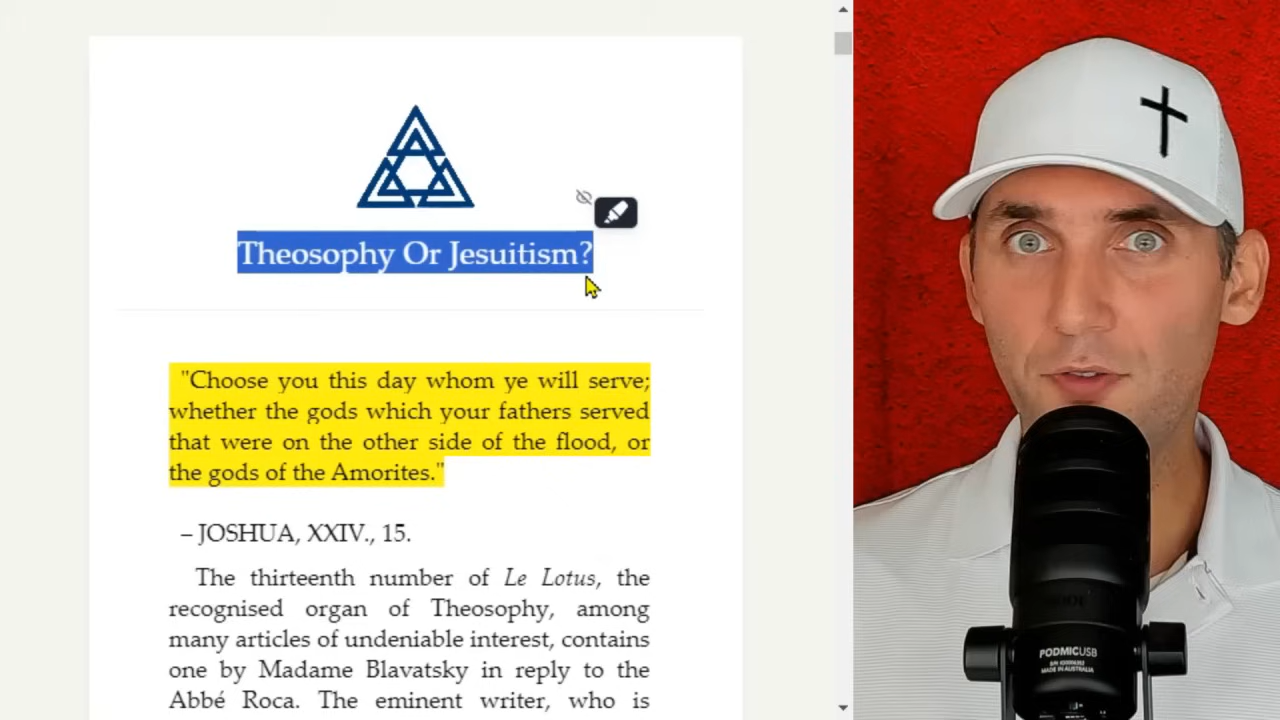 Theosophy Or Jesuitism?
"Choose you this day whom ye will serve;
whether the gods which your fathers served
that were on the other side of the flood, or
the gods of the Amorites."
– JOSHUA, XXIV., 15.
The thirteenth number of Le Lotus, the
recognised organ of Theosophy, among
many articles of undeniable interest, contains
one by Madame Blavatsky in reply to the
Abbé Roca. The eminent writer, who is
PODMICUSB
MADE IN AUSTRALIA